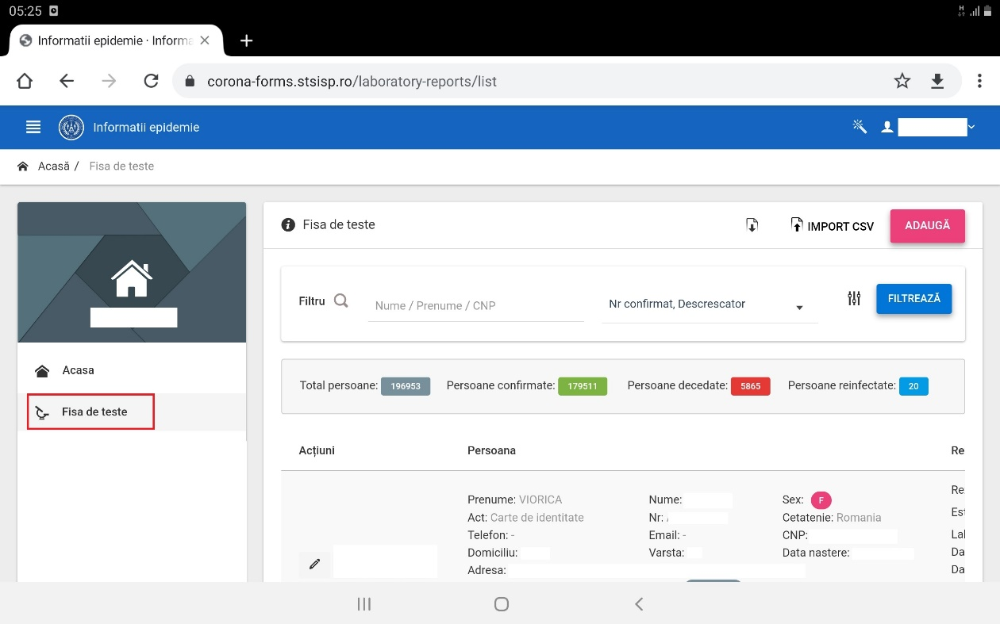 05:25
H
Informatii epidemie · Informa
corona-forms.stsisp.ro/laboratory-reports/list
Informatii epidemie
Acasă / Fisa de teste
Acasa
Fisa de teste
Fisa de teste
IMPORT CSV
ADAUGĂ
Filtru
Nume / Prenume / CNP
Nr confirmat, Descrescator
FILTREAZĂ
Total persoane: 196953 Persoane confirmate: 179511 Persoane decedate: 5865 Persoane reinfectate: 20
Acțiuni Persoana Re
Prenume: VIORICA Nume: Sex: F Re
Act: Carte de identitate Nr: Cetatenie: Romania Est
Telefon: - Email: - CNP: Lal
Domiciliu: Varsta: Data nastere: Da
Adresa: Da